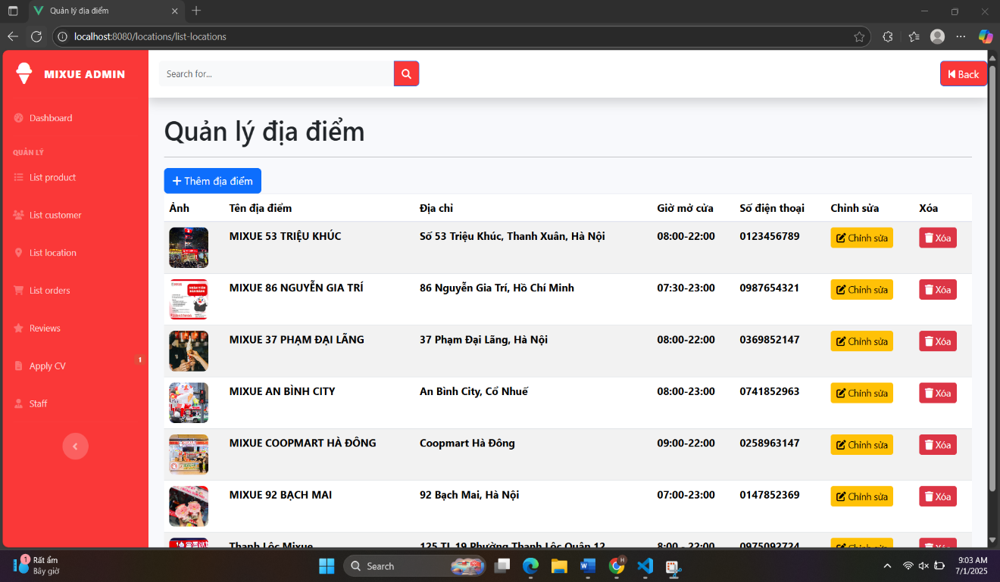 Quản lý địa điểm
localhost:8080/locations/list-locations
MIXUE ADMIN
Search for...
Back
Dashboard
QUẢN LÝ
List product
List customer
List location
List orders
Reviews
Apply CV 1
Staff
Quản lý địa điểm
Thêm địa điểm
Ảnh Tên địa điểm Địa chỉ Giờ mở cửa Số điện thoại Chỉnh sửa Xóa
MIXUE 53 TRIỆU KHÚC Số 53 Triệu Khúc, Thanh Xuân, Hà Nội 08:00-22:00 0123456789 Chỉnh sửa Xóa
MIXUE 86 NGUYỄN GIA TRÍ 86 Nguyễn Gia Trí, Hồ Chí Minh 07:30-23:00 0987654321 Chỉnh sửa Xóa
MIXUE 37 PHẠM ĐẠI LÃNG 37 Phạm Đại Lãng, Hà Nội 08:00-22:00 0369852147 Chỉnh sửa Xóa
MIXUE AN BÌNH CITY An Bình City, Cổ Nhuế 08:00-23:00 0741852963 Chỉnh sửa Xóa
MIXUE COOPMART HÀ ĐÔNG Coopmart Hà Đông 09:00-22:00 0258963147 Chỉnh sửa Xóa
MIXUE 92 BẠCH MAI 92 Bạch Mai, Hà Nội 07:00-23:00 0147852369 Chỉnh sửa Xóa
Thanh Lộc Mixue 125 TL 19 Phường Thạnh Lộc Quận 12 8:00 - 22:00 0975092724 Chỉnh sửa Xóa
1
Rất ẩm
Bây giờ
Search
H
9:03 AM
7/1/2025